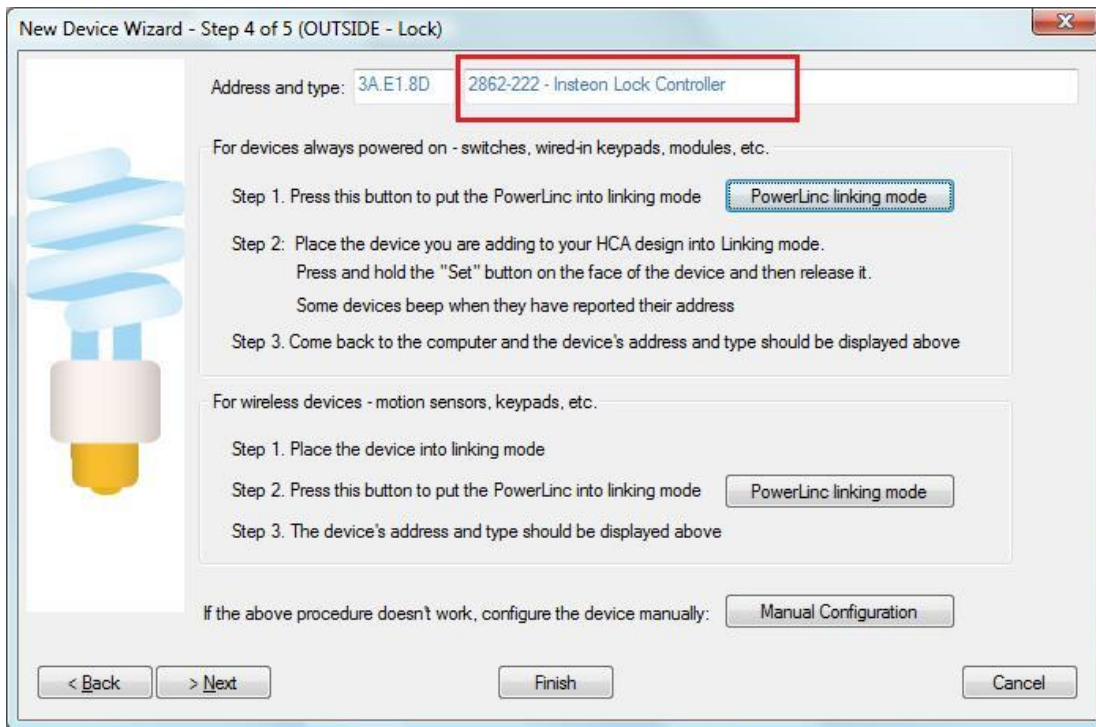 New Device Wizard - Step 4 of 5 (OUTSIDE - Lock)
Address and type: 3A.E1.8D 2862-222 - Insteon Lock Controller
For devices always powered on - switches, wired-in keypads, modules, etc.
Step 1. Press this button to put the PowerLinc into linking mode PowerLinc linking mode
Step 2: Place the device you are adding to your HCA design into Linking mode.
Press and hold the "Set" button on the face of the device and then release it.
Some devices beep when they have reported their address
Step 3. Come back to the computer and the device's address and type should be displayed above
For wireless devices - motion sensors, keypads, etc.
Step 1. Place the device into linking mode
Step 2. Press this button to put the PowerLinc into linking mode PowerLinc linking mode
Step 3. The device's address and type should be displayed above
If the above procedure doesn't work, configure the device manually: Manual Configuration
< Back > Next Finish Cancel